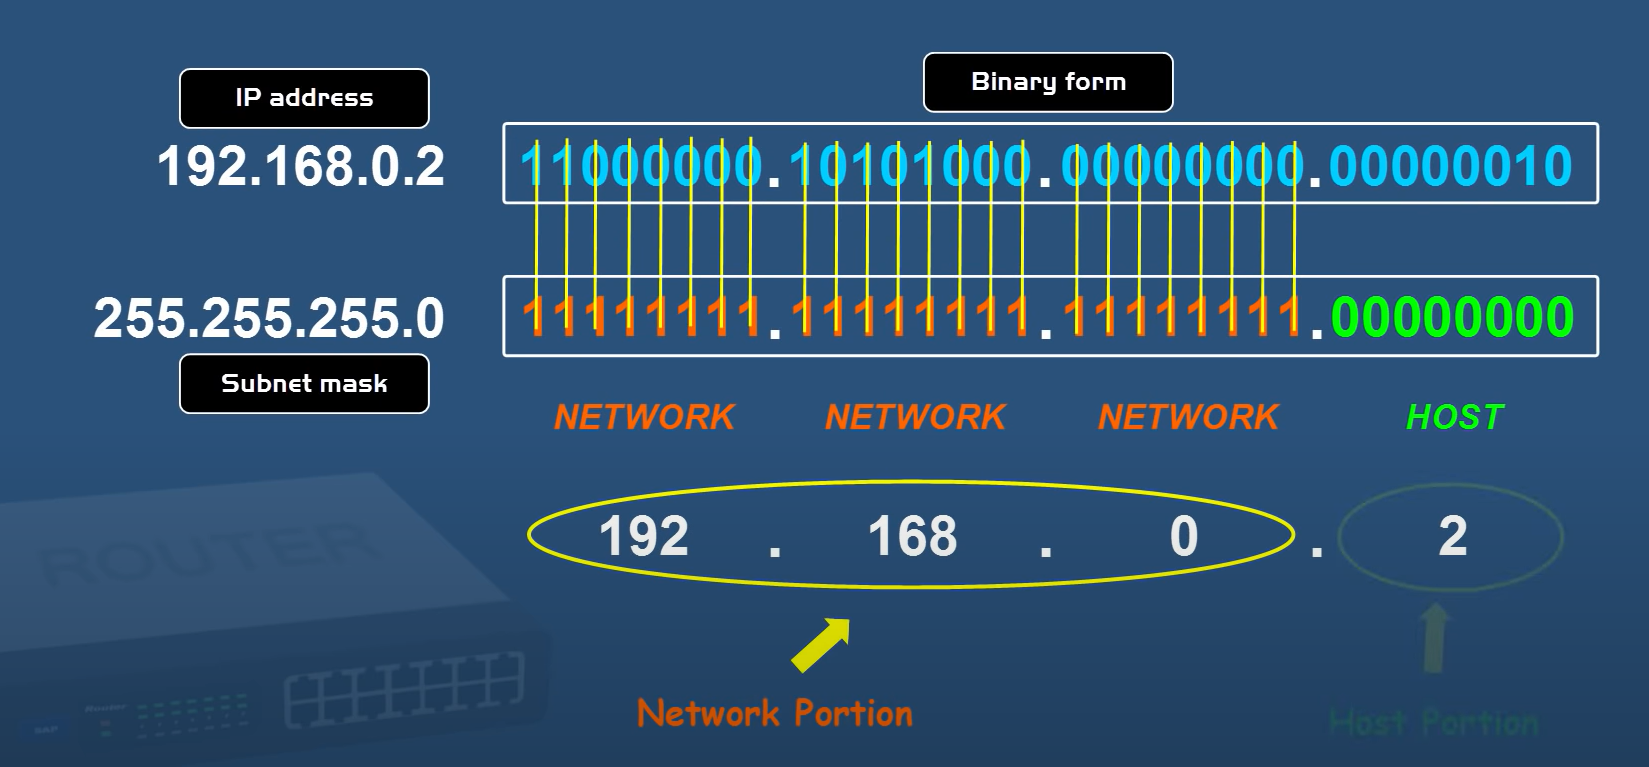 IP address
Binary form
192.168.0.2
11000000.10101000.00000000.00000010
255.255.255.0
11111111.11111111.11111111.00000000
Subnet mask
NETWORK NETWORK NETWORK HOST
192 . 168 . 0 . 2
ROUTER
Network Portion
Host Portion
Router